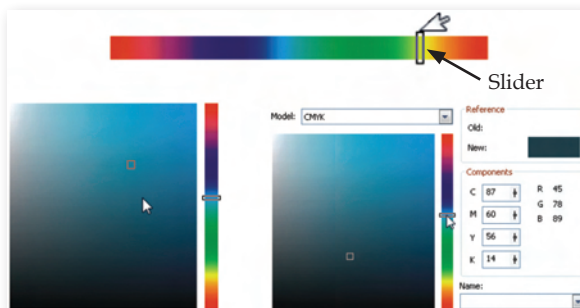 Slider
Model: CMYK
Reference
Old:
New:
Components
C 87 R 45
M 60 G 78
Y 56 B 89
K 14
Name: